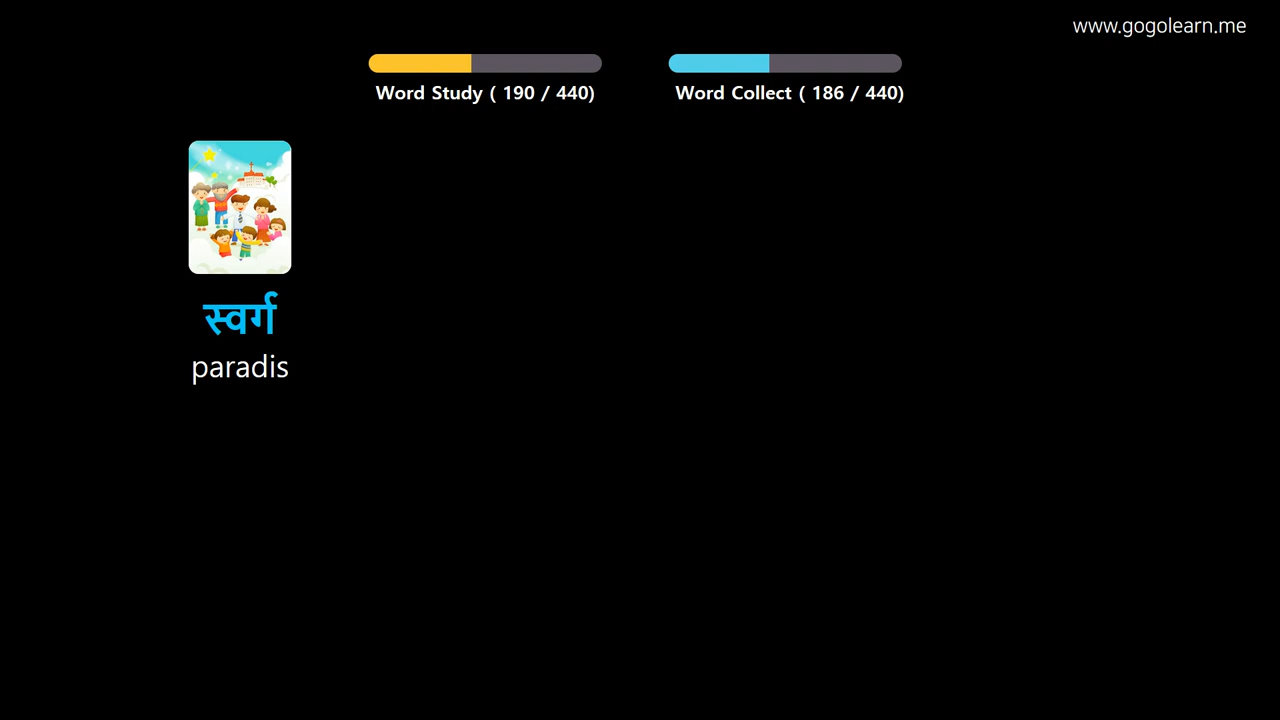 www.gogolearn.me
Word Study ( 190 / 440)
Word Collect ( 186 / 440)
स्वर्ग
paradis